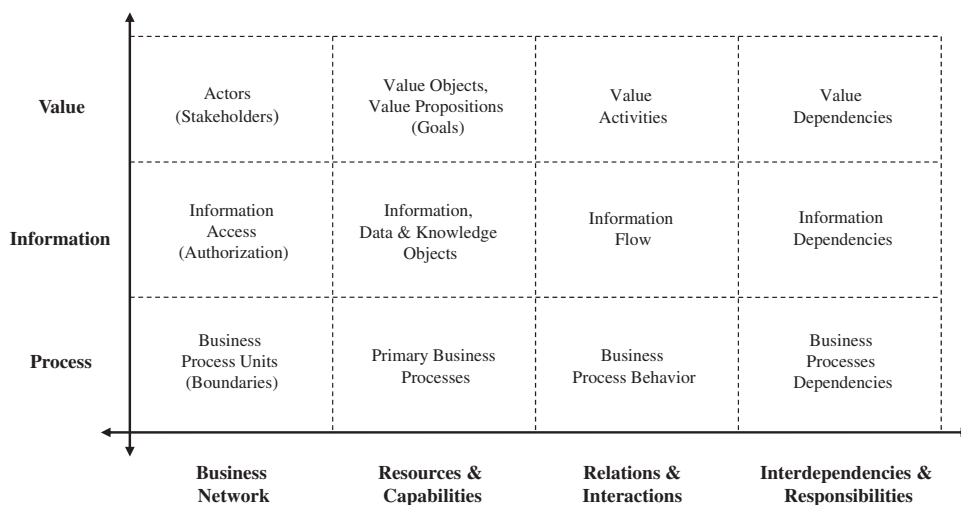 Value
Actors
(Stakeholders)
Value Objects,
Value Propositions
(Goals)
Value
Activities
Value
Dependencies
Information
Information
Access
(Authorization)
Information,
Data & Knowledge
Objects
Information
Flow
Information
Dependencies
Process
Business
Process Units
(Boundaries)
Primary Business
Processes
Business
Process Behavior
Business
Processes
Dependencies
Business
Network
Resources &
Capabilities
Relations &
Interactions
Interdependencies &
Responsibilities